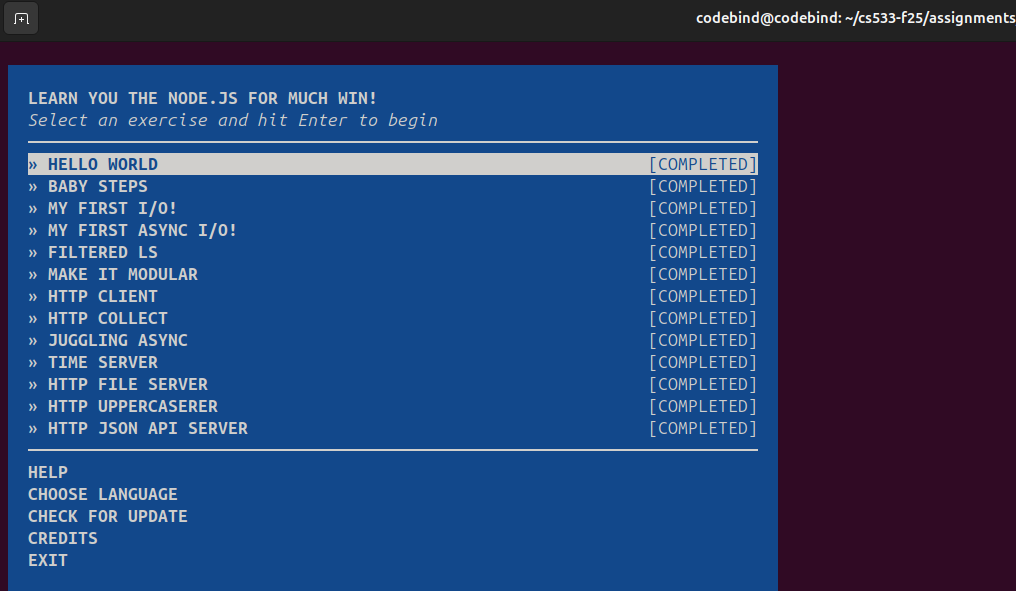 codebind@codebind: ~/cs533-f25/assignments
LEARN YOU THE NODE.JS FOR MUCH WIN!
Select an exercise and hit Enter to begin
» HELLO WORLD [COMPLETED]
» BABY STEPS [COMPLETED]
» MY FIRST I/O! [COMPLETED]
» MY FIRST ASYNC I/O! [COMPLETED]
» FILTERED LS [COMPLETED]
» MAKE IT MODULAR [COMPLETED]
» HTTP CLIENT [COMPLETED]
» HTTP COLLECT [COMPLETED]
» JUGGLING ASYNC [COMPLETED]
» TIME SERVER [COMPLETED]
» HTTP FILE SERVER [COMPLETED]
» HTTP UPPERCASERER [COMPLETED]
» HTTP JSON API SERVER [COMPLETED]
HELP
CHOOSE LANGUAGE
CHECK FOR UPDATE
CREDITS
EXIT